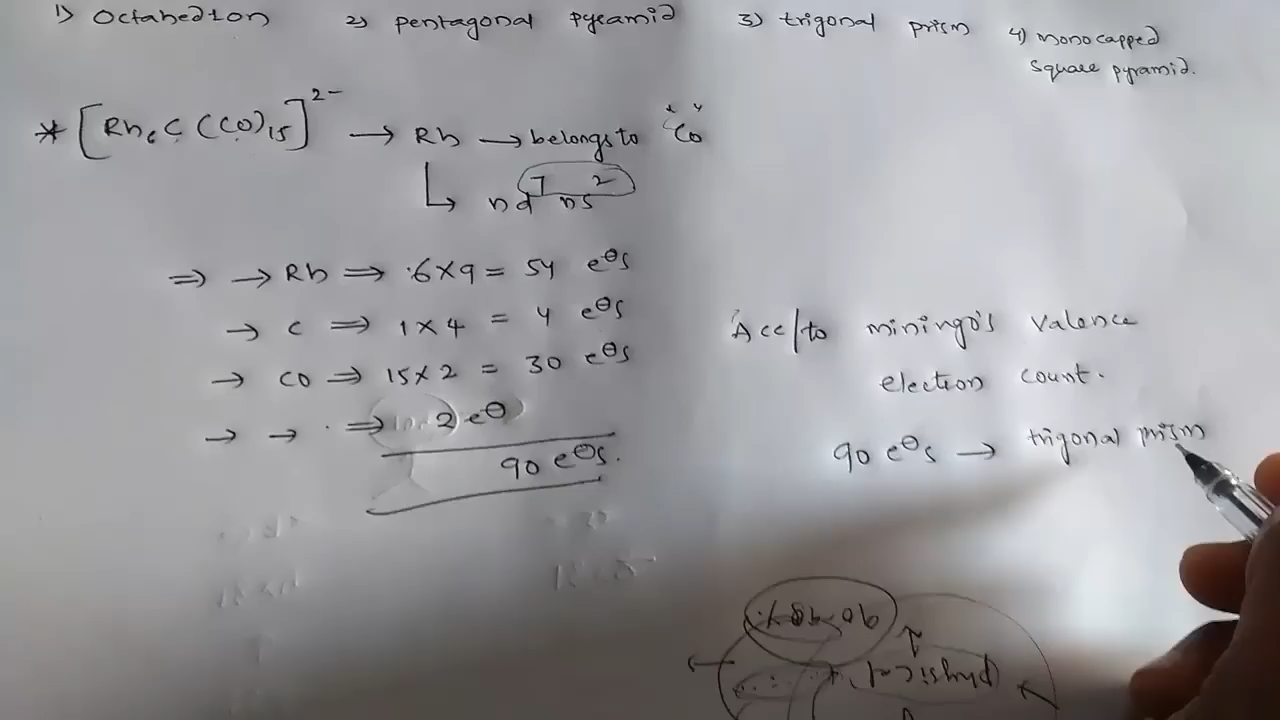 1) Octahedron 2) pentagonal pyramid 3) trigonal prism 4) monocapped
square pyramid.
* [Rh6C(CO)15]2- → Rh → belongs to "Co"
↳ nd7 ns2
⇒ → Rh ⇒ 6×9 = 54 e⊖s
→ C ⇒ 1×4 = 4 e⊖s
→ CO ⇒ 15×2 = 30 e⊖s
→ → ⇒ 2 e⊖
90 e⊖s.
Acc/to miningo's valence
electron count.
90 e⊖s → trigonal prism
physical